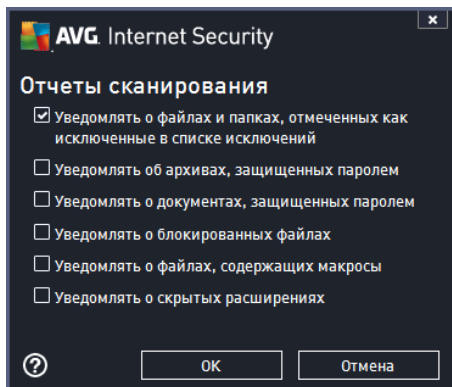 AVG. Internet Security
Отчеты сканирования
Уведомлять о файлах и папках, отмеченных как
исключенные в списке исключений
Уведомлять об архивах, защищенных паролем
Уведомлять о документах, защищенных паролем
Уведомлять о блокированных файлах
Уведомлять о файлах, содержащих макросы
Уведомлять о скрытых расширениях
?
OK
Отмена